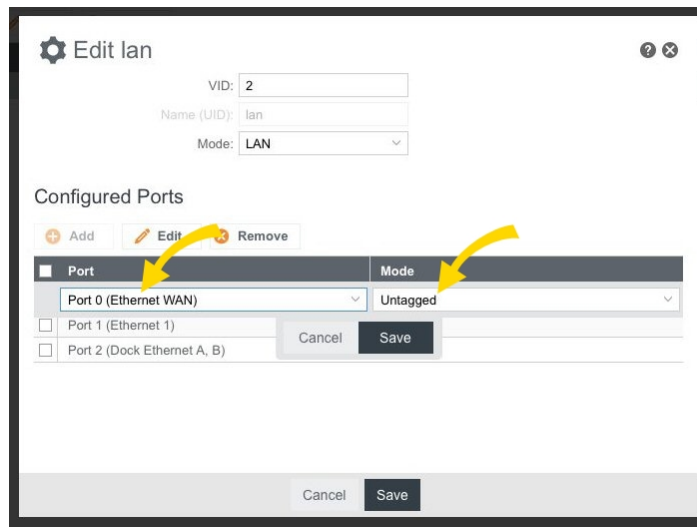 Edit lan
VID: 2
Name (UID): lan
Mode: LAN
Configured Ports
Add Edit Remove
Port Mode
Port 0 (Ethernet WAN) Untagged
Port 1 (Ethernet 1)
Cancel Save
Port 2 (Dock Ethernet A, B)
Cancel Save